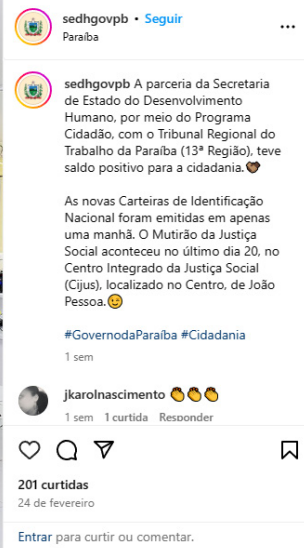 sedhgovpb • Seguir
Paraíba
sedhgovpb A parceria da Secretaria
de Estado do Desenvolvimento
Humano, por meio do Programa
Cidadão, com o Tribunal Regional do
Trabalho da Paraíba (13ª Região), teve
saldo positivo para a cidadania.🤝🏾
As novas Carteiras de Identificação
Nacional foram emitidas em apenas
uma manhã. O Mutirão da Justiça
Social aconteceu no último dia 20, no
Centro Integrado da Justiça Social
(Cijus), localizado no Centro, de João
Pessoa.😉
#GovernodaParaíba #Cidadania
1 sem
jkarolnascimento 👏👏👏
1 sem 1 curtida Responder
201 curtidas
24 de fevereiro
Entrar para curtir ou comentar.